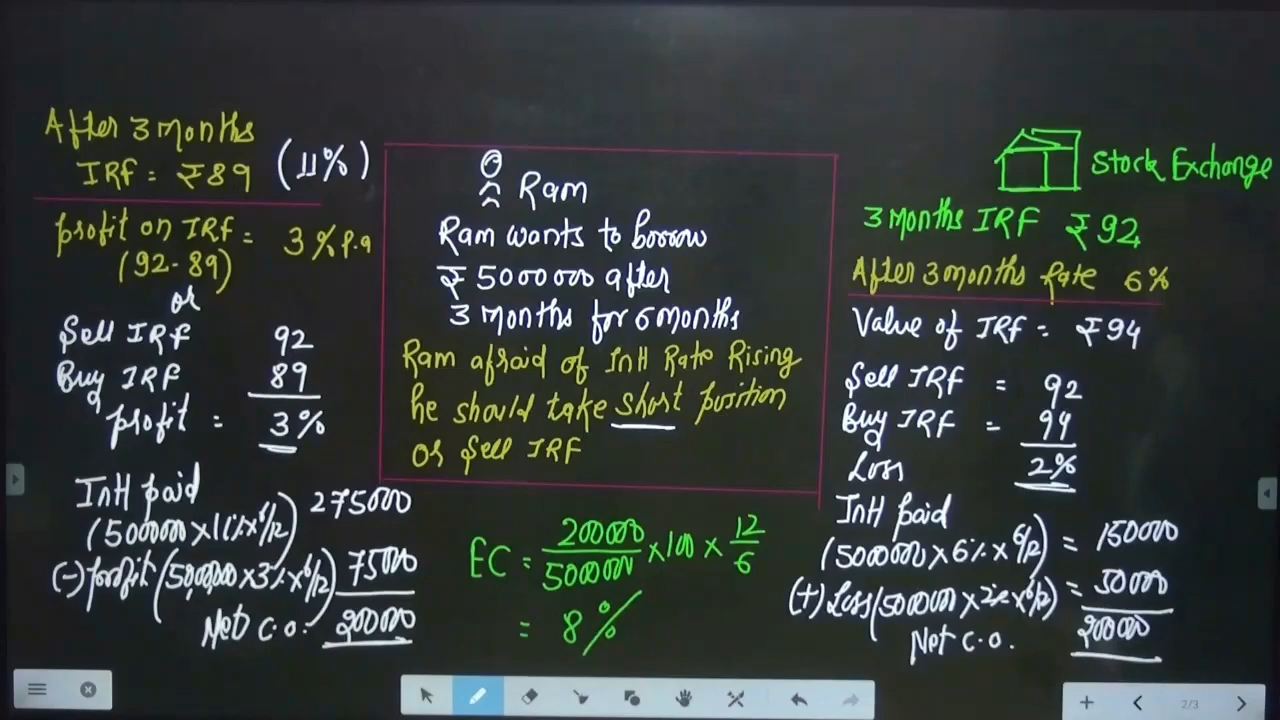 After 3 Months
IRF = ₹89 (11%)
profit on IRF = 3% P.a
(92-89)
or
Sell IRF 92
Buy IRF 89
profit = 3%
Intt paid
(5000000×11%×6/12) 275000
(-) profit (5000000×3%×6/12) 75000
Net C.O. 200000
Ram
Ram wants to borrow
₹ 5000000 after
3 Months for 6 months
Ram afraid of Intt Rate Rising
he should take short position
or Sell IRF
EC = 200000/5000000 × 100 × 12/6
= 8%
Stock Exchange
3 Months IRF ₹92
After 3 months Rate 6%
Value of IRF = ₹94
Sell IRF = 92
Buy IRF = 94
Loss 2%
Intt paid
(5000000×6%×6/12) = 150000
(+) Loss (5000000×2%×6/12) = 50000
Net C.O. 200000
2/3